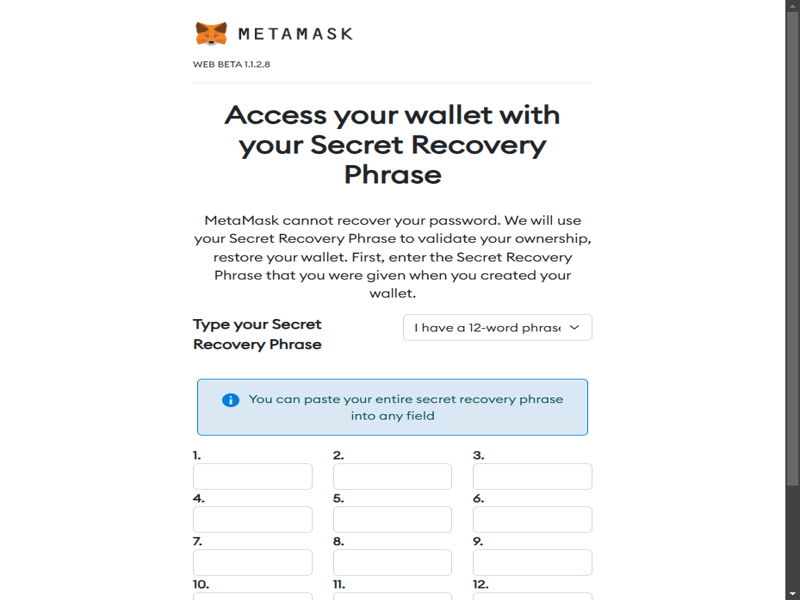 METAMASK
WEB BETA 1.1.2.8
Access your wallet with
your Secret Recovery
Phrase
MetaMask cannot recover your password. We will use
your Secret Recovery Phrase to validate your ownership,
restore your wallet. First, enter the Secret Recovery
Phrase that you were given when you created your
wallet.
Type your Secret
Recovery Phrase
I have a 12-word phrase
You can paste your entire secret recovery phrase
into any field
1. 2. 3.
4. 5. 6.
7. 8. 9.
10. 11. 12.